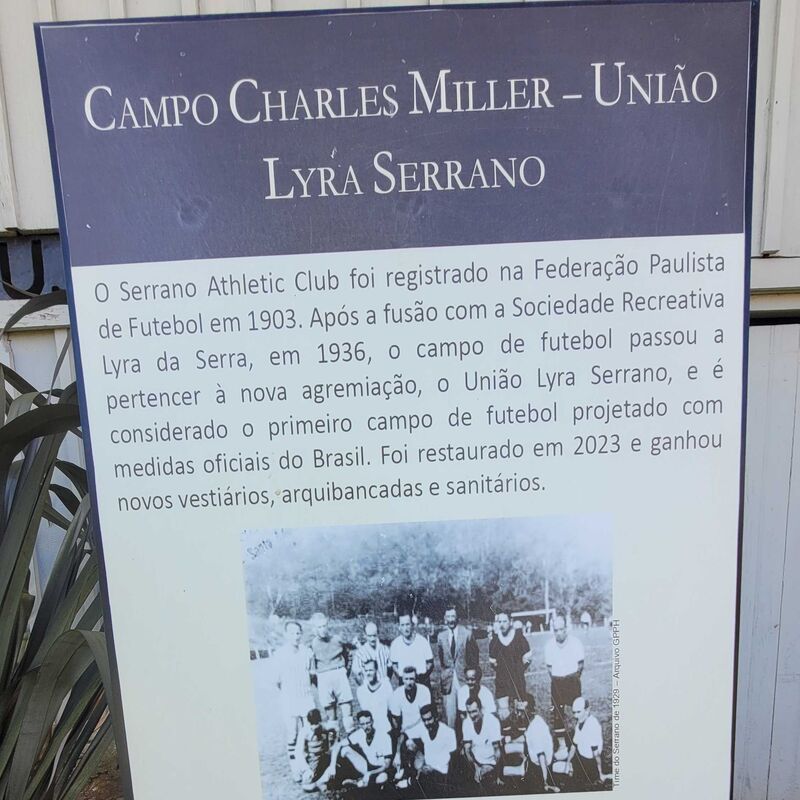 CAMPO CHARLES MILLER – UNIÃO
LYRA SERRANO
O Serrano Athletic Club foi registrado na Federação Paulista
de Futebol em 1903. Após a fusão com a Sociedade Recreativa
Lyra da Serra, em 1936, o campo de futebol passou a
pertencer à nova agremiação, o União Lyra Serrano, e é
considerado o primeiro campo de futebol projetado com
medidas oficiais do Brasil. Foi restaurado em 2023 e ganhou
novos vestiários, arquibancadas e sanitários.
Time do Serrano de 1929 – Arquivo GPPH